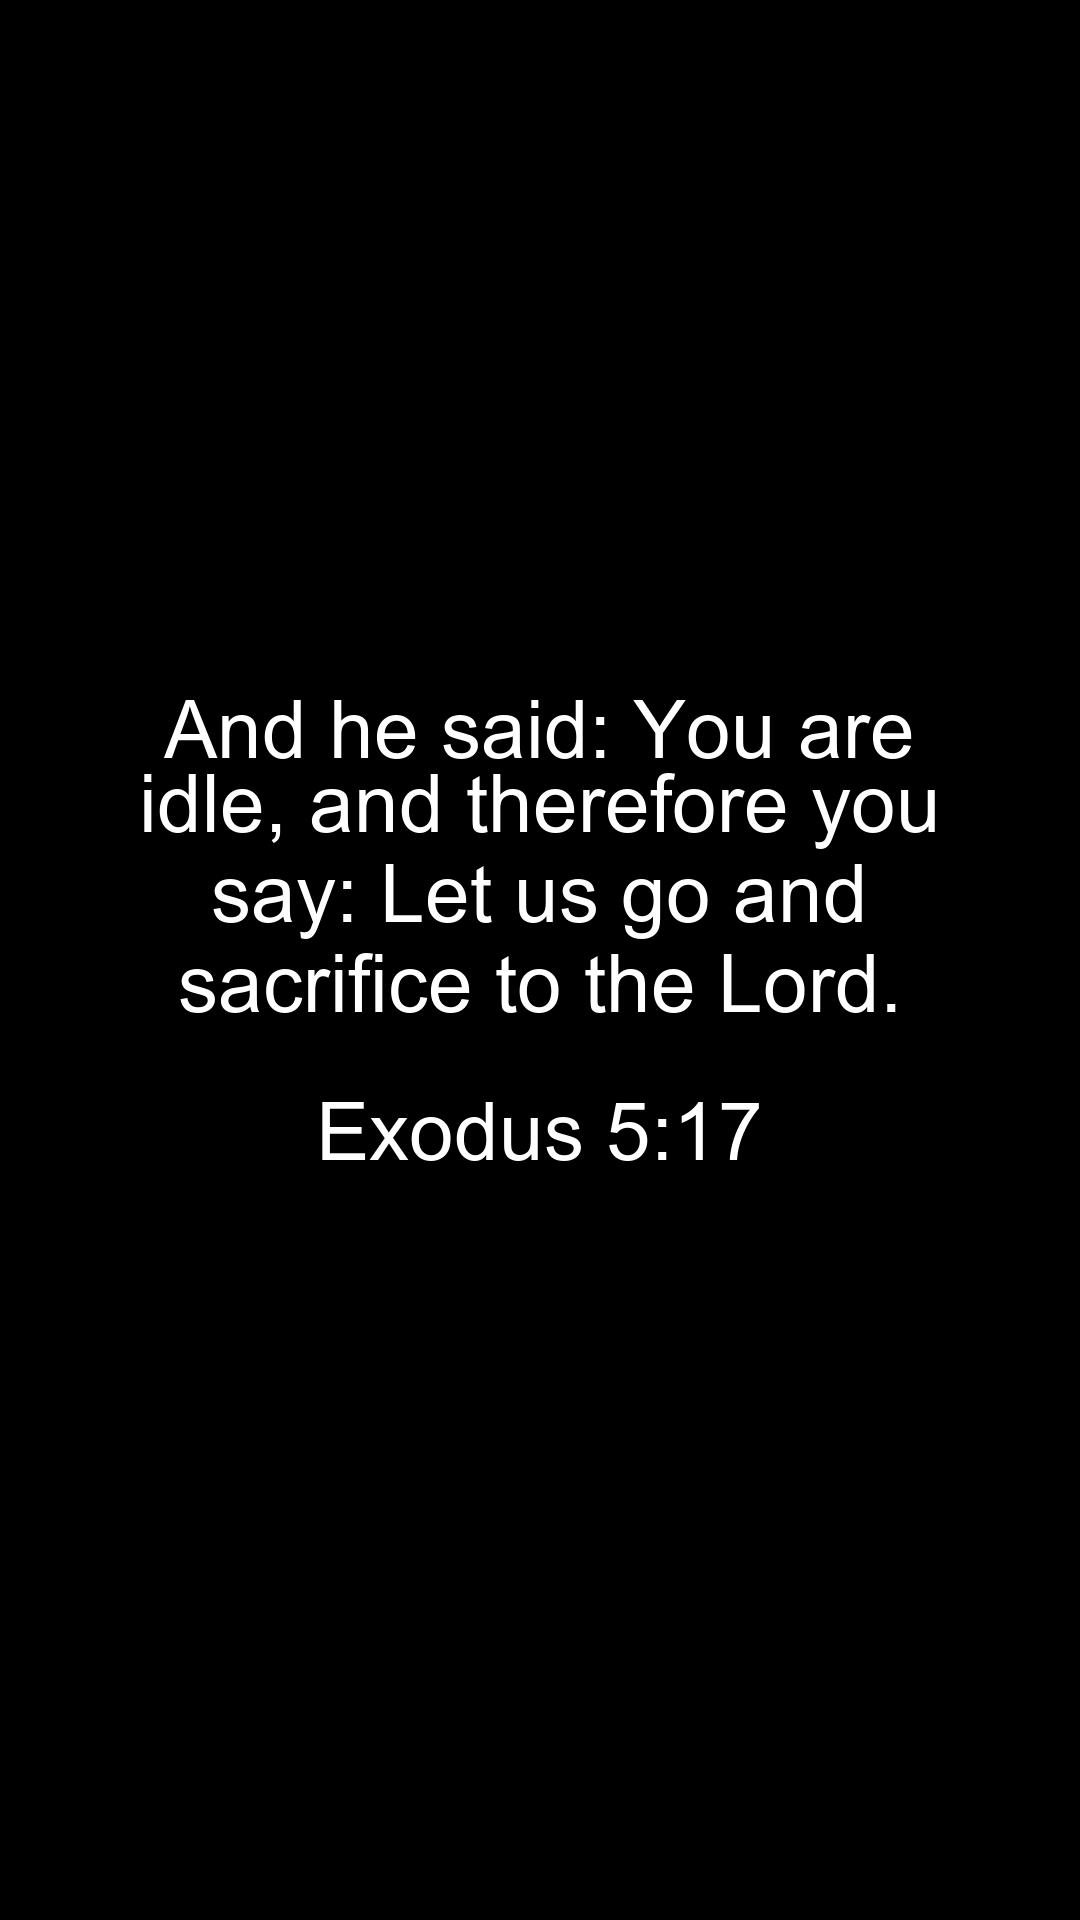 And he said: You are
idle, and therefore you
say: Let us go and
sacrifice to the Lord.
Exodus 5:17